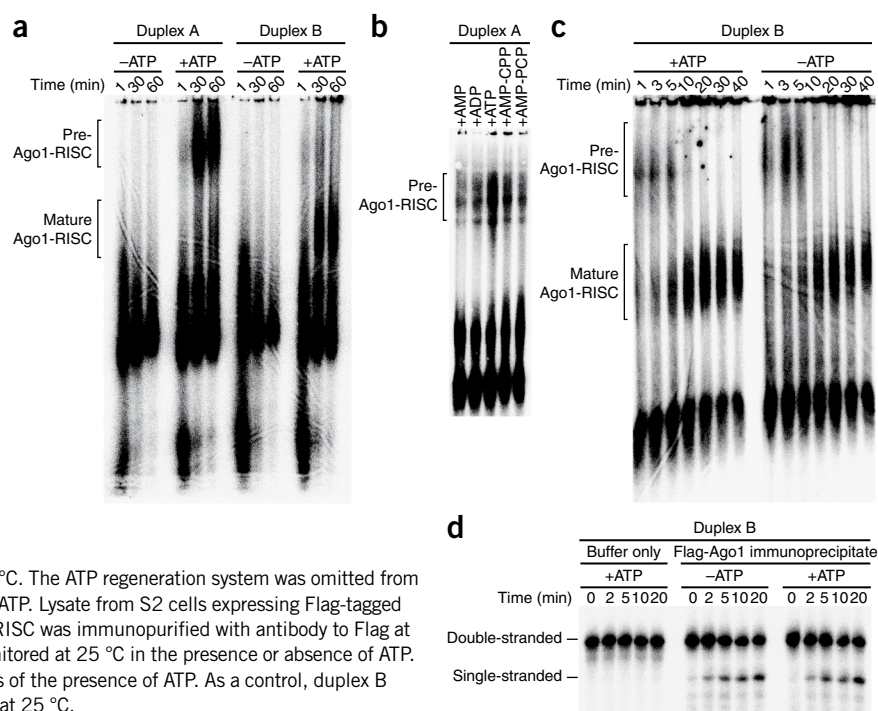 a
Duplex A Duplex B
–ATP +ATP –ATP +ATP
Time (min) 1 30 60 1 30 60 1 30 60 1 30 60
Pre-
Ago1-RISC
Mature
Ago1-RISC
b
Duplex A
+AMP +ADP +ATP +AMP-CPP +AMP-PCP
Pre-
Ago1-RISC
c
Duplex B
+ATP –ATP
Time (min) 1 3 5 10 20 30 40 1 3 5 10 20 30 40
Pre-
Ago1-RISC
Mature
Ago1-RISC
d
Duplex B
Buffer only Flag-Ago1 immunoprecipitate
+ATP –ATP +ATP
Time (min) 0 2 5 10 20 0 2 5 10 20 0 2 5 10 20
Double-stranded
Single-stranded
°C. The ATP regeneration system was omitted from
ATP. Lysate from S2 cells expressing Flag-tagged
RISC was immunopurified with antibody to Flag at
nitored at 25 °C in the presence or absence of ATP.
s of the presence of ATP. As a control, duplex B
at 25 °C.